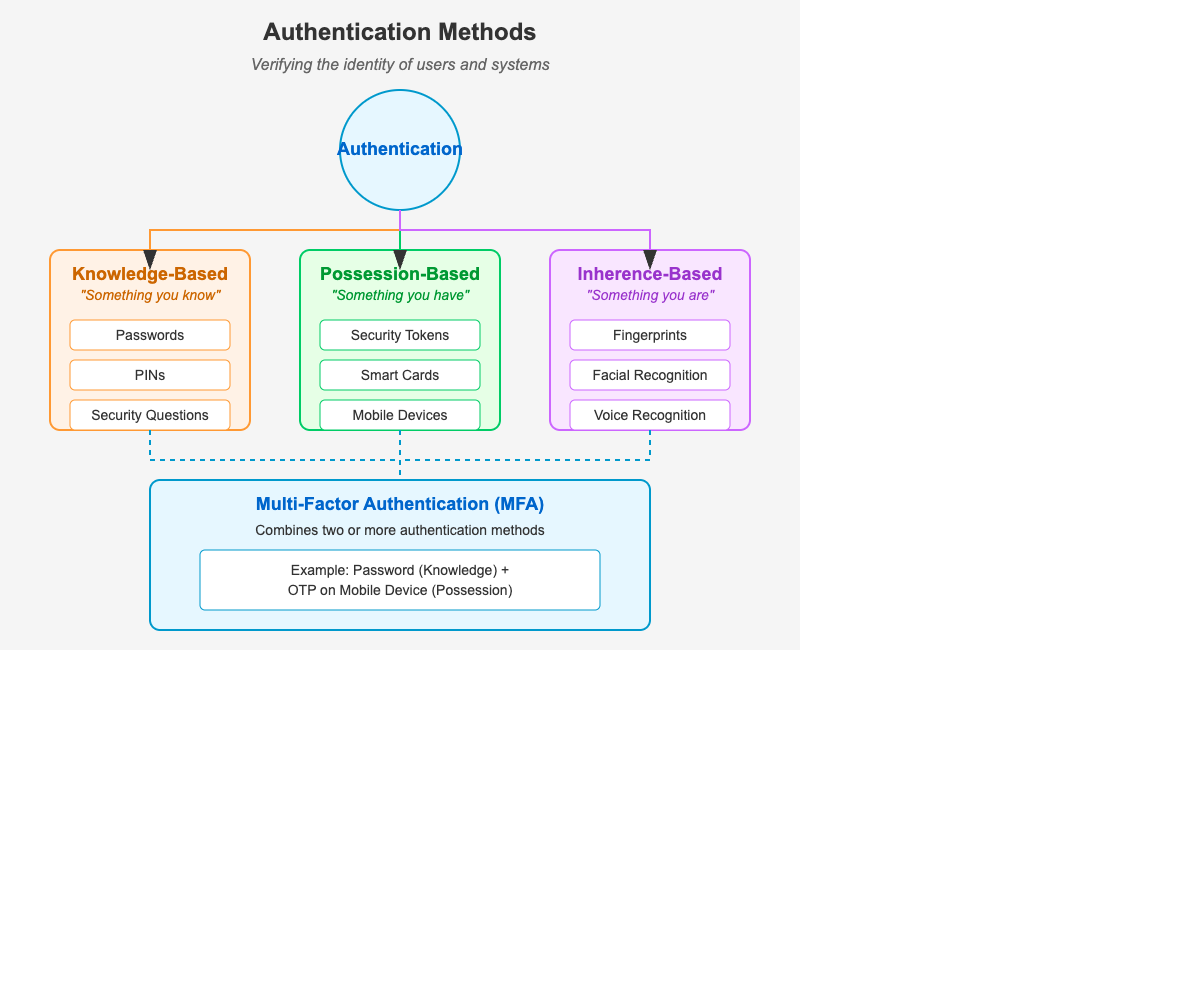 Authentication Methods
Verifying the identity of users and systems
Authentication
Knowledge-Based
"Something you know"
Passwords
PINs
Security Questions
Possession-Based
"Something you have"
Security Tokens
Smart Cards
Mobile Devices
Inherence-Based
"Something you are"
Fingerprints
Facial Recognition
Voice Recognition
Multi-Factor Authentication (MFA)
Combines two or more authentication methods
Example: Password (Knowledge) +
OTP on Mobile Device (Possession)